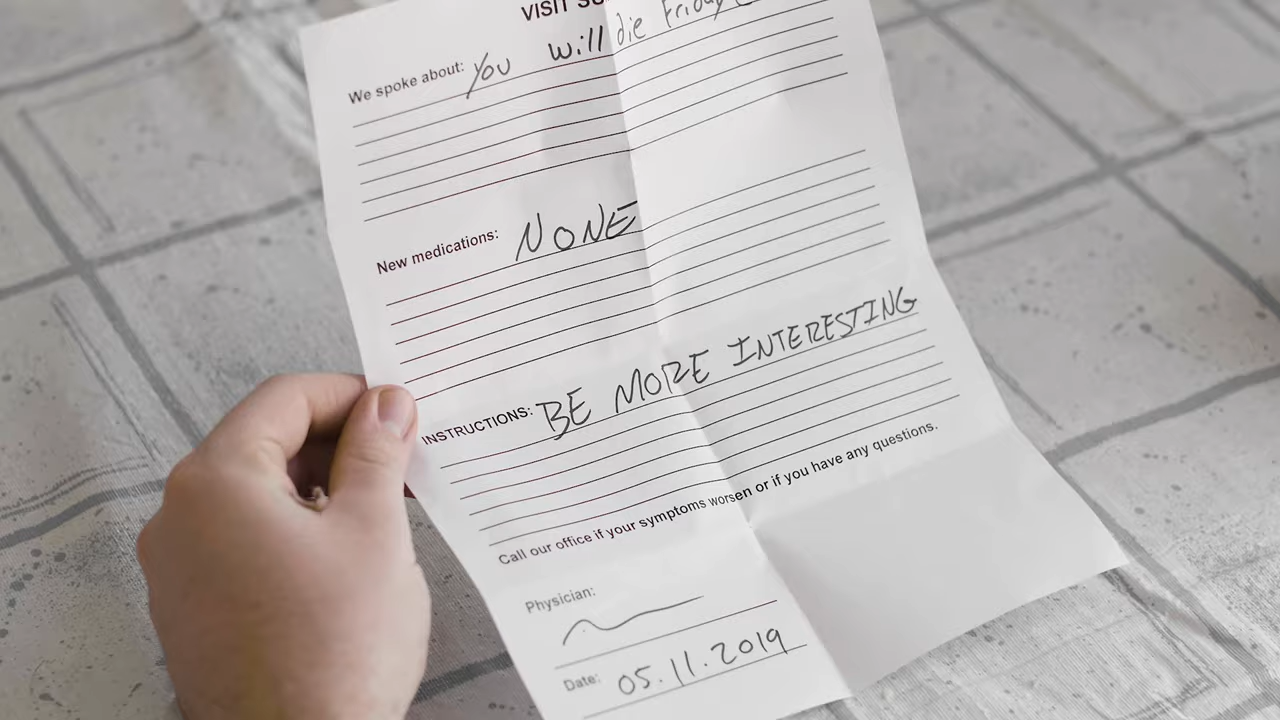 VISIT
We spoke about: You will die Friday
New medications: NONE
INSTRUCTIONS: BE MORE INTERESTING
Call our office if your symptoms worsen or if you have any questions.
Physician:
Date: 05.11.2019